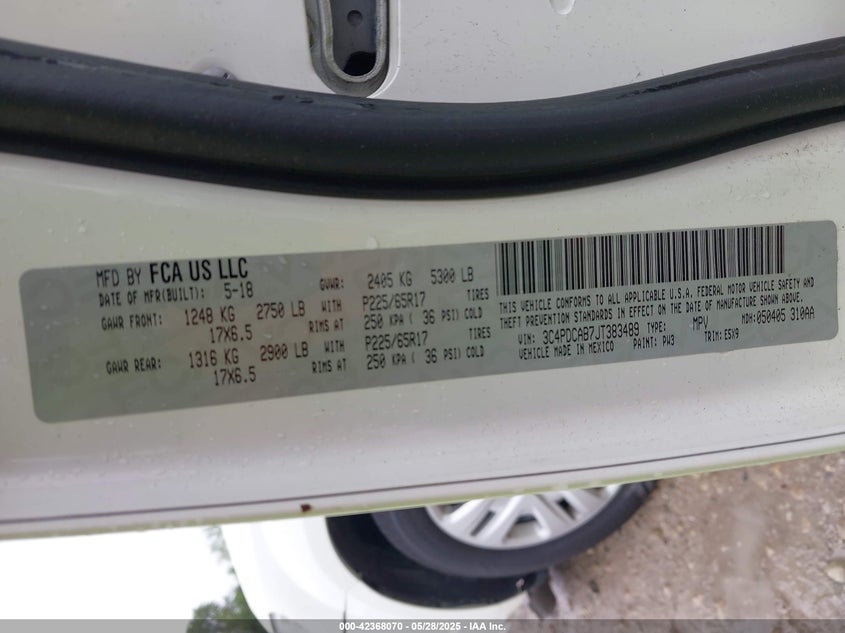 MFD BY FCA US LLC
DATE OF MFR(BUILT): 5-18 GVWR: 2405 KG 5300 LB
GAWR FRONT: 1248 KG 2750 LB WITH P225/65R17 TIRES
17X6.5 RIMS AT 250 KPA ( 36 PSI) COLD
GAWR REAR: 1316 KG 2900 LB WITH P225/65R17 TIRES
17X6.5 RIMS AT 250 KPA ( 36 PSI) COLD
THIS VEHICLE CONFORMS TO ALL APPLICABLE U.S.A. FEDERAL MOTOR VEHICLE SAFETY AND
THEFT PREVENTION STANDARDS IN EFFECT ON THE DATE OF MANUFACTURE SHOWN ABOVE.
VIN: 3C4PDCAB7JT383489 TYPE: MPV MDH:050405 310AA
VEHICLE MADE IN MEXICO PAINT: PW3 TRIM: E5X9
000-42368070 — 05/28/2025 — IAA Inc.